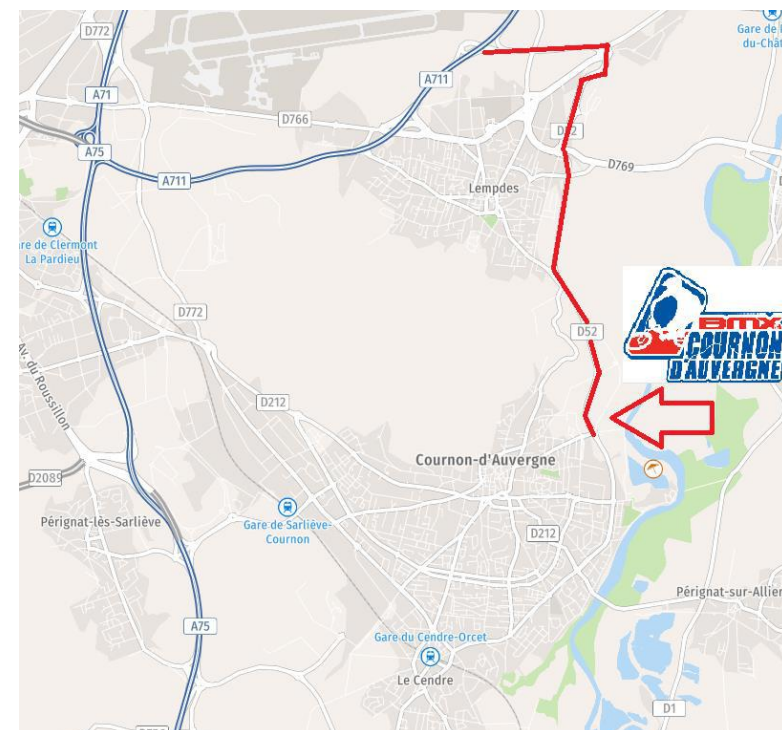 D772
Gare de
du-Chât
A711
A71
D766
A75
A711
D52
D769
Lempdes
re de Clermont
La Pardieu
D772
D52
BMX
COURNON
D'AUVERGNE
Av. du Roussillon
D212
Cournon-d'Auvergne
D2089
Gare de Sarliève-
Cournon
Pérignat-lès-Sarliève
D212
Pérignat-sur-Allier
A75
Gare du Cendre-Orcet
Le Cendre
D1